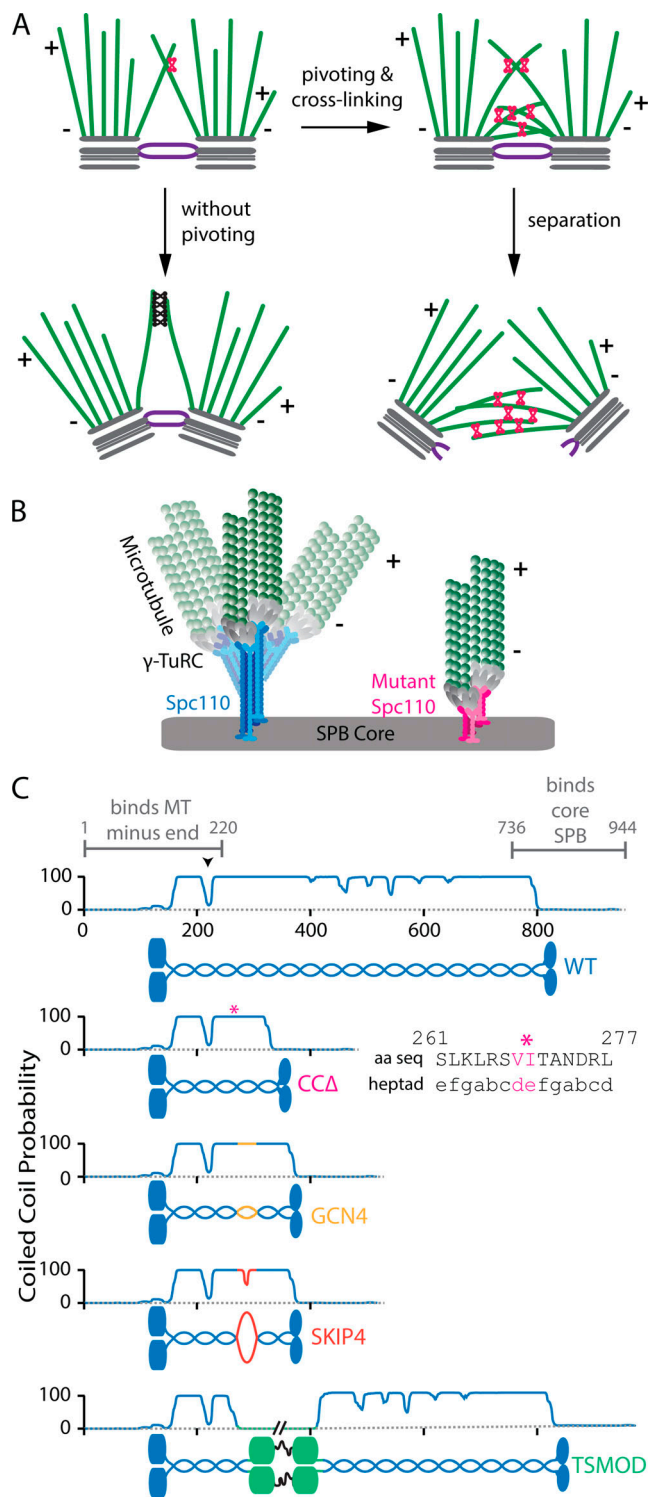 A
+
+
-
-
pivoting &
cross-linking
+
+
-
-
without
pivoting
separation
+
+
-
-
+
+
-
-
B
Microtubule
+
-
γ-TuRC
Spc110
+
-
Mutant
Spc110
SPB Core
C
binds MT
minus end
1 220
binds
core
SPB
736 944
100
0
0 200 400 600 800
WT
100
0
*
CCΔ
261 * 277
aa seq SLKLRSVITANDRL
heptad efgabcdefgabcd
100
0
GCN4
100
0
SKIP4
100
0
TSMOD
Coiled Coil Probability